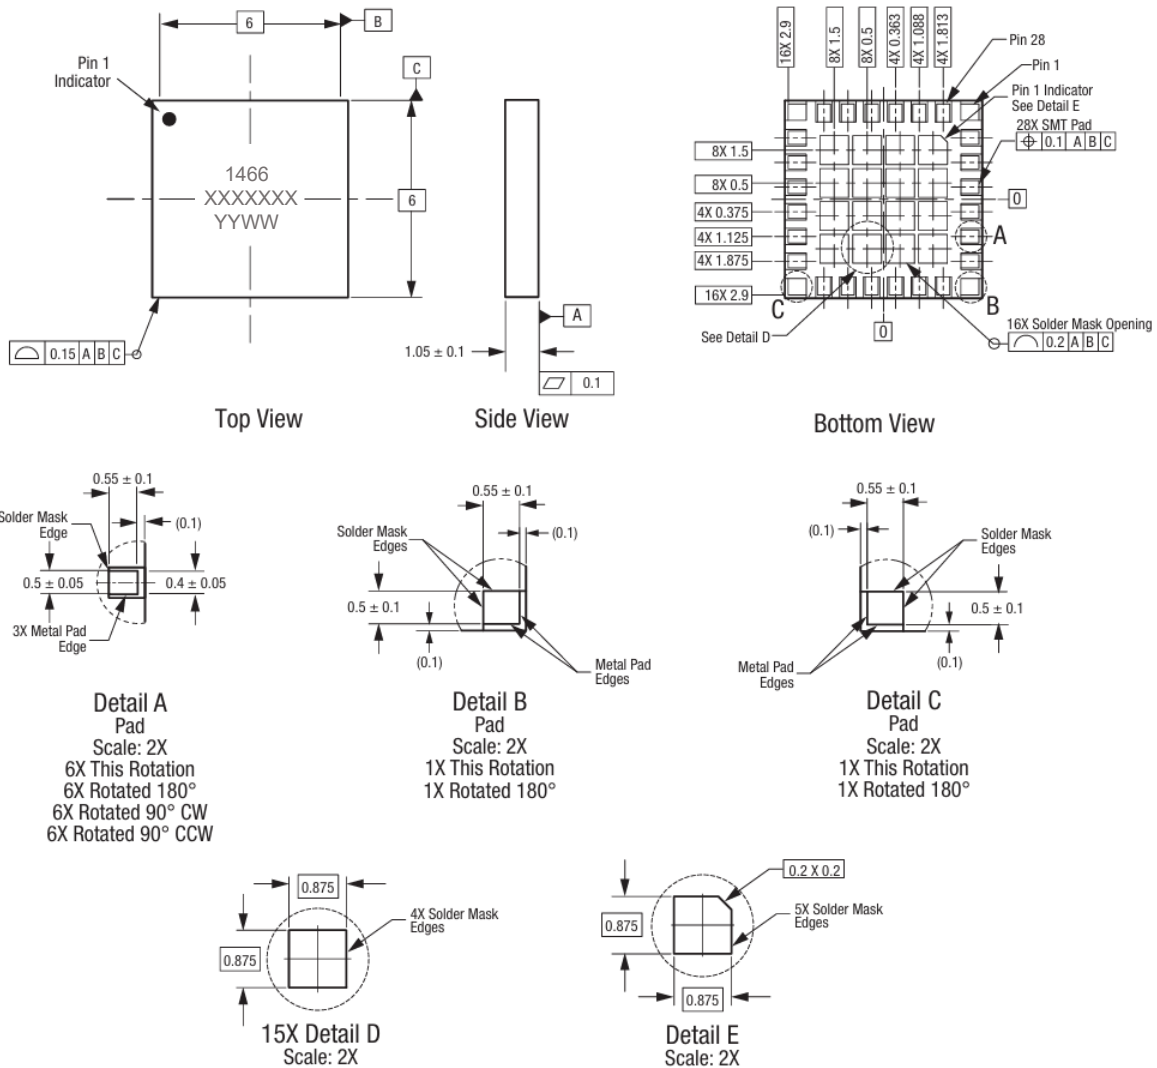 6
B
Pin 1
Indicator
C
1466
XXXXXXX
YYWW
6
0.15 A B C
Top View
A
1.05 ± 0.1
0.1
Side View
16X 2.9
8X 1.5
8X 0.5
4X 0.363
4X 1.088
4X 1.813
Pin 28
Pin 1
Pin 1 Indicator
See Detail E
28X SMT Pad
0.1 A B C
8X 1.5
8X 0.5
4X 0.375
4X 1.125
4X 1.875
16X 2.9
0
A
C
B
See Detail D
0
16X Solder Mask Opening
0.2 A B C
Bottom View
0.55 ± 0.1
(0.1)
Solder Mask
Edge
0.5 ± 0.05
0.4 ± 0.05
3X Metal Pad
Edge
Detail A
Pad
Scale: 2X
6X This Rotation
6X Rotated 180°
6X Rotated 90° CW
6X Rotated 90° CCW
0.55 ± 0.1
(0.1)
Solder Mask
Edges
0.5 ± 0.1
(0.1)
Metal Pad
Edges
Detail B
Pad
Scale: 2X
1X This Rotation
1X Rotated 180°
0.55 ± 0.1
(0.1)
Solder Mask
Edges
0.5 ± 0.1
(0.1)
Metal Pad
Edges
Detail C
Pad
Scale: 2X
1X This Rotation
1X Rotated 180°
0.875
4X Solder Mask
Edges
0.875
15X Detail D
Scale: 2X
0.2 X 0.2
5X Solder Mask
Edges
0.875
0.875
Detail E
Scale: 2X